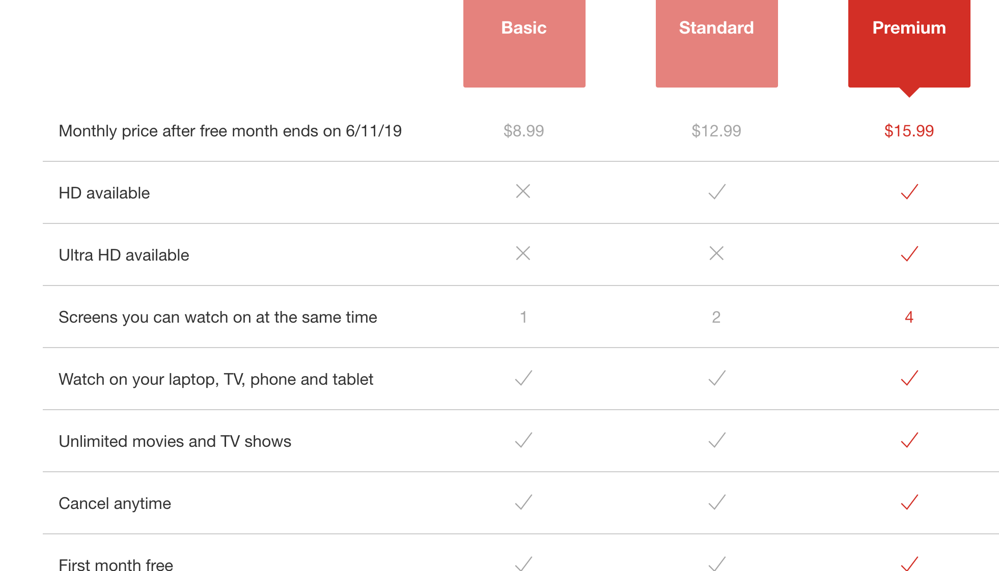 Basic Standard Premium
Monthly price after free month ends on 6/11/19 $8.99 $12.99 $15.99
HD available
Ultra HD available
Screens you can watch on at the same time 1 2 4
Watch on your laptop, TV, phone and tablet
Unlimited movies and TV shows
Cancel anytime
First month free